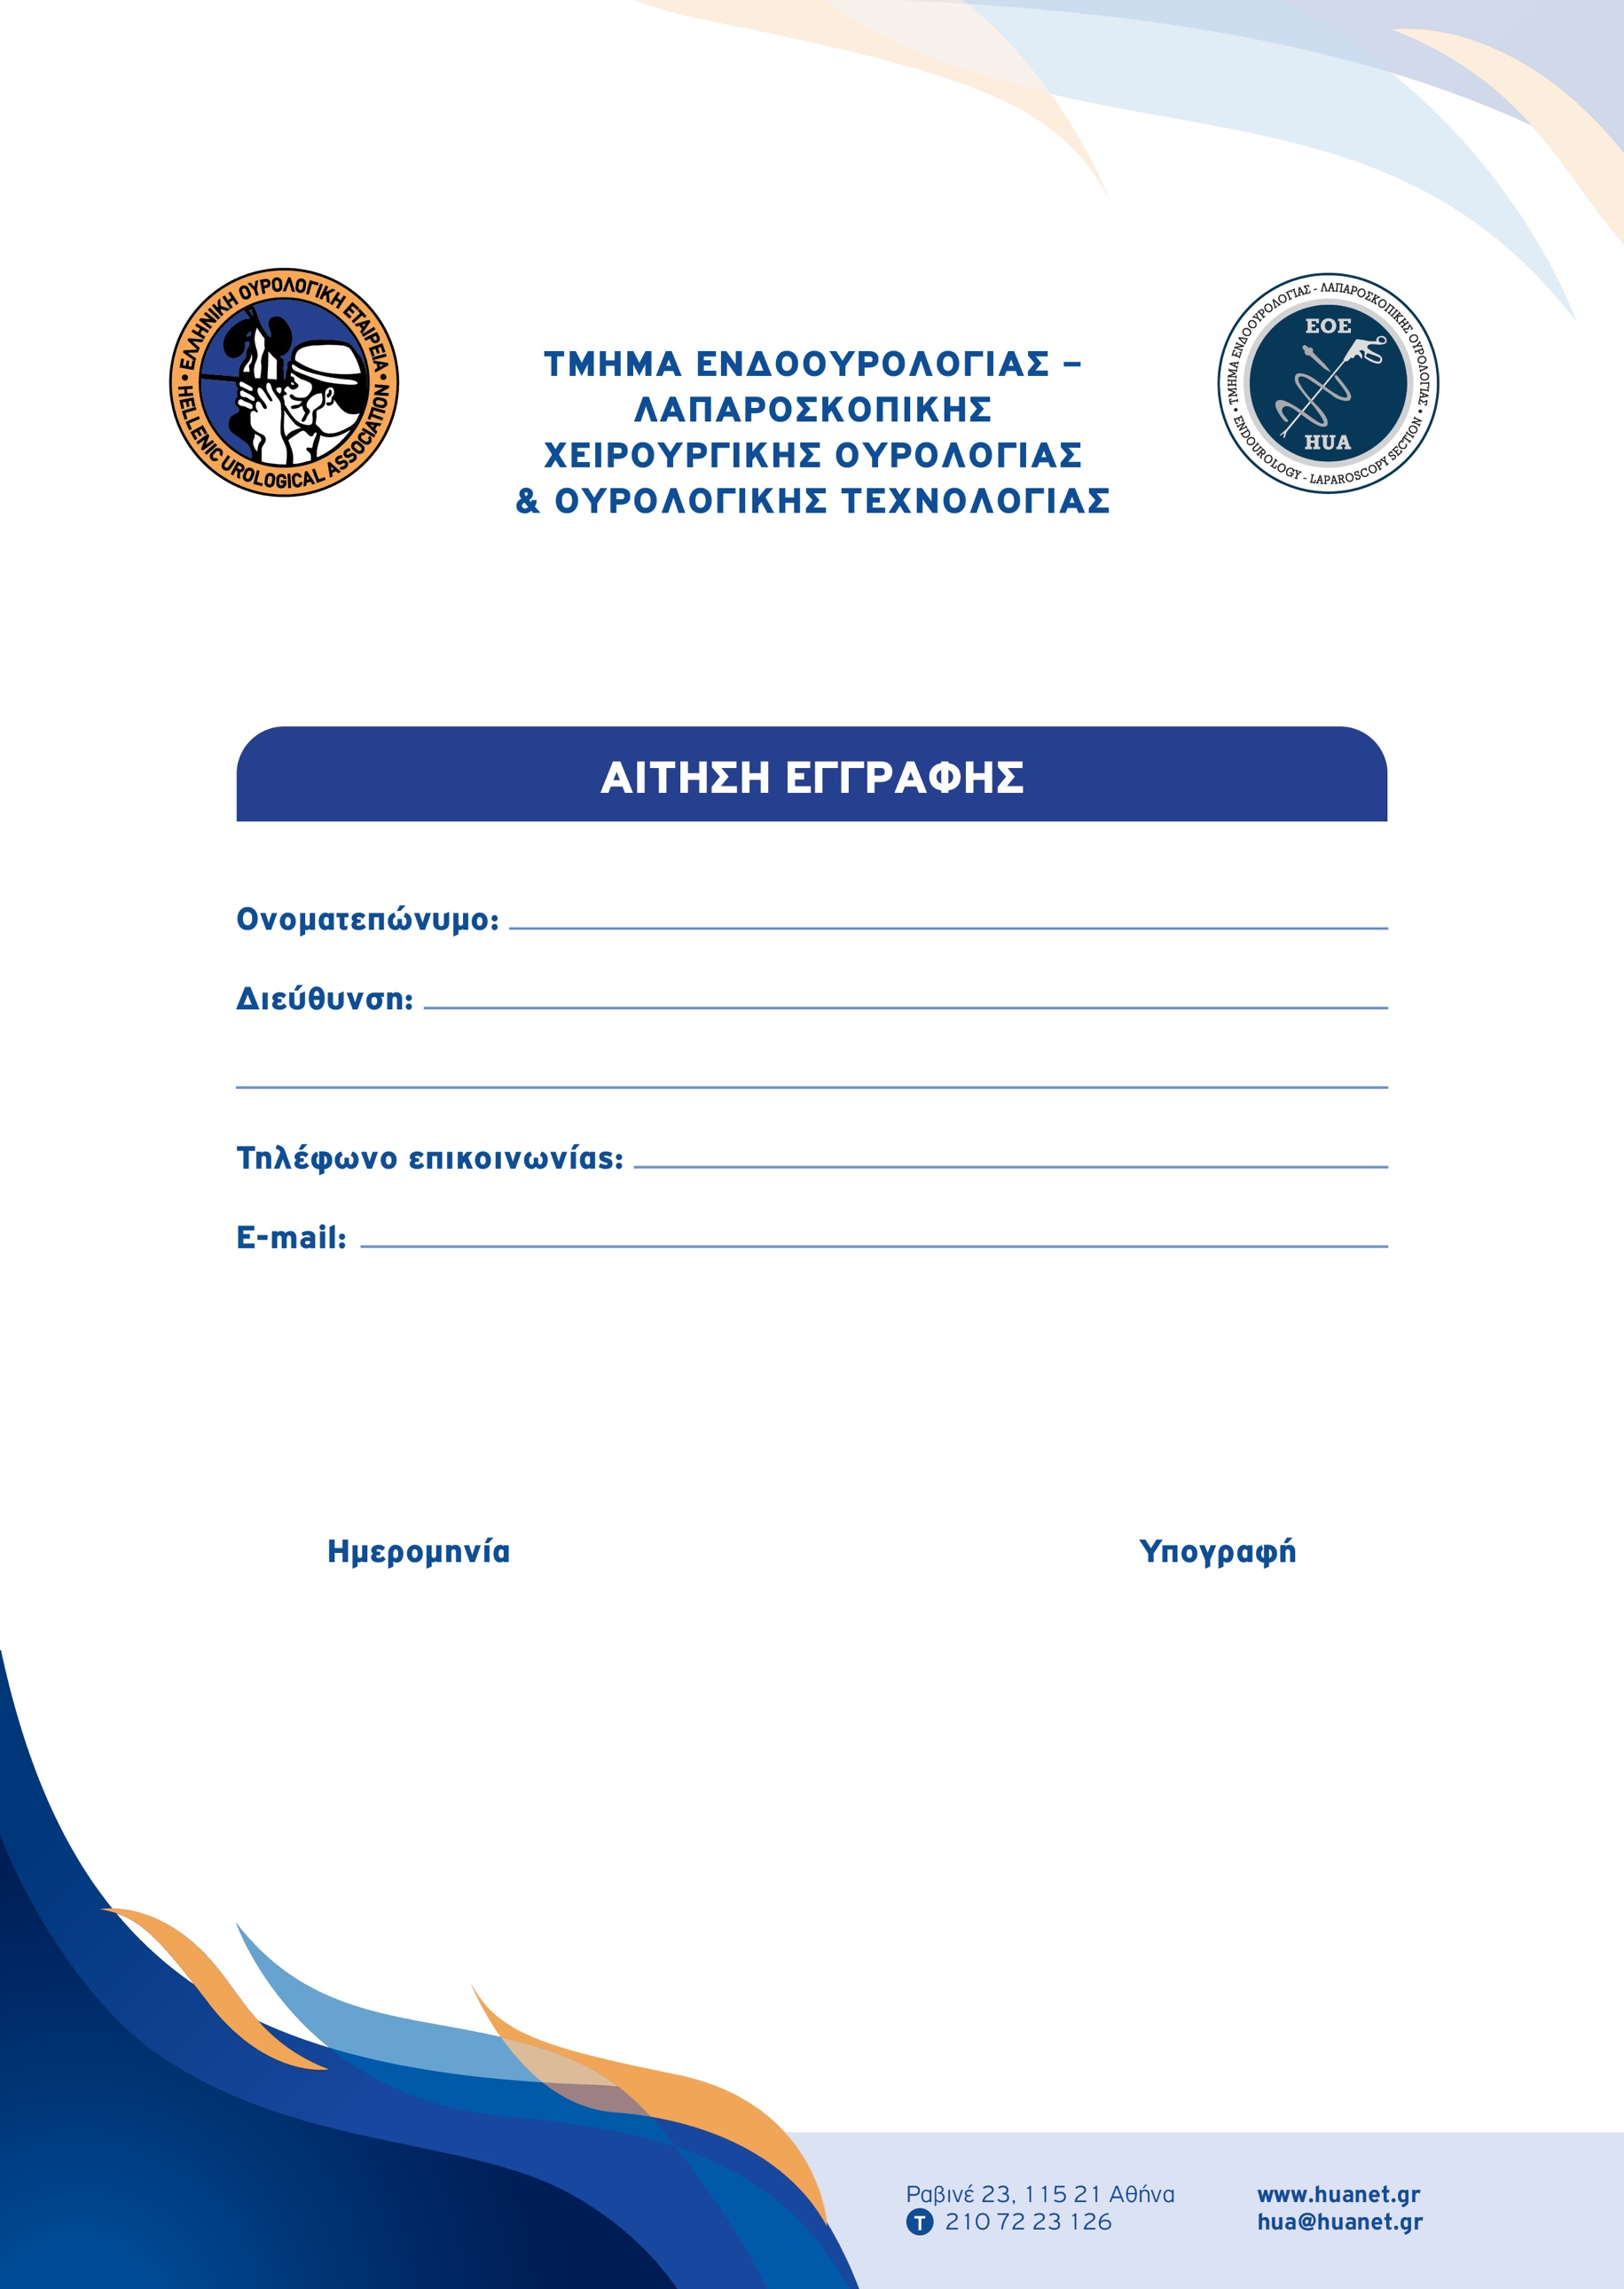 • ΕΛΛΗΝΙΚΗ ΟΥΡΟΛΟΓΙΚΗ ΕΤΑΙΡΕΙΑ •
HELLENIC UROLOGICAL ASSOCIATION
ΤΜΗΜΑ ΕΝΔΟΟΥΡΟΛΟΓΙΑΣ –
ΛΑΠΑΡΟΣΚΟΠΙΚΗΣ
ΧΕΙΡΟΥΡΓΙΚΗΣ ΟΥΡΟΛΟΓΙΑΣ
& ΟΥΡΟΛΟΓΙΚΗΣ ΤΕΧΝΟΛΟΓΙΑΣ
• ΤΜΗΜΑ ΕΝΔΟΟΥΡΟΛΟΓΙΑΣ - ΛΑΠΑΡΟΣΚΟΠΙΚΗΣ ΟΥΡΟΛΟΓΙΑΣ •
ΕΟΕ
HUA
ENDOUROLOGY - LAPAROSCOPY SECTION
ΑΙΤΗΣΗ ΕΓΓΡΑΦΗΣ
Ονοματεπώνυμο:
Διεύθυνση:
Τηλέφωνο επικοινωνίας:
E-mail:
Ημερομηνία Υπογραφή
Ραβινέ 23, 115 21 Αθήνα www.huanet.gr
T 210 72 23 126 hua@huanet.gr